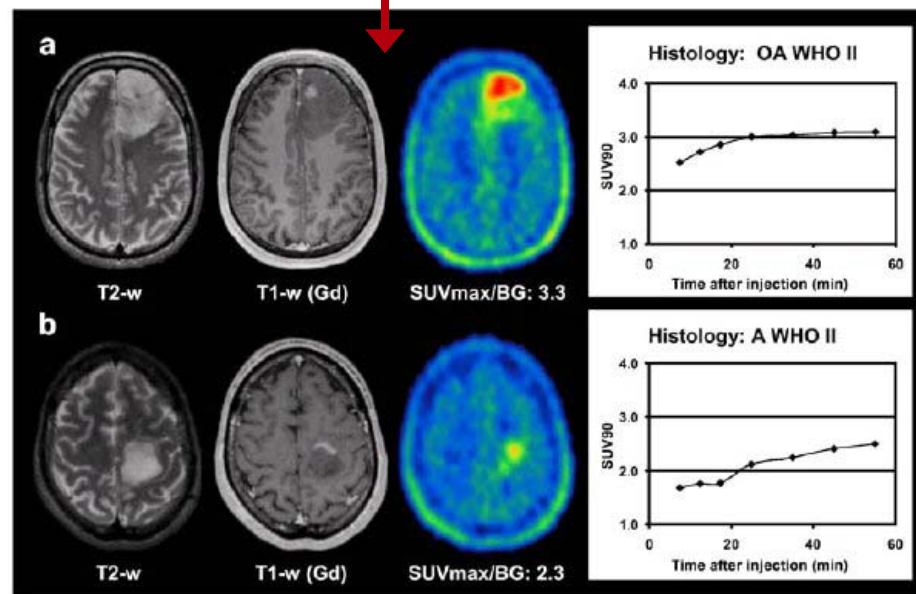 a
T2-w
T1-w (Gd)
SUVmax/BG: 3.3
Histology: OA WHO II
4.0
3.0
2.0
1.0
SUV90
0 20 40 60
Time after injection (min)
b
T2-w
T1-w (Gd)
SUVmax/BG: 2.3
Histology: A WHO II
4.0
3.0
2.0
1.0
SUV90
0 20 40 60
Time after injection (min)